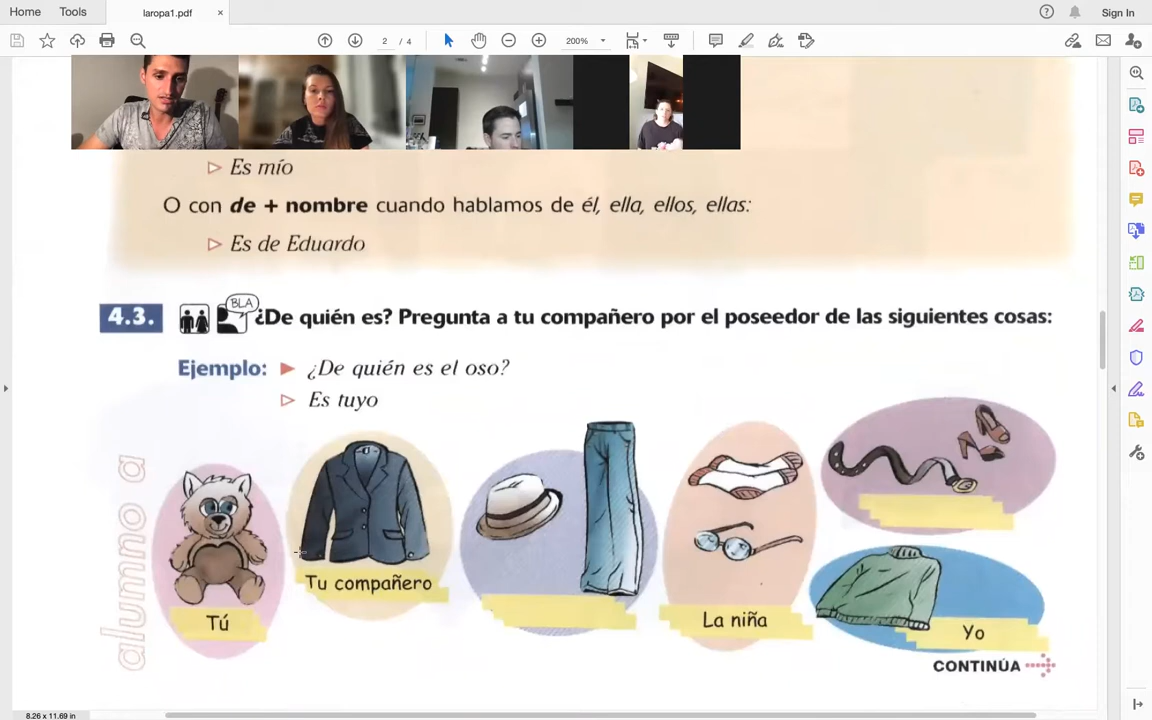 Home Tools laropa1.pdf × Sign In
2 / 4 200%
Es mío
O con de + nombre cuando hablamos de él, ella, ellos, ellas:
Es de Eduardo
4.3. BLA ¿De quién es? Pregunta a tu compañero por el poseedor de las siguientes cosas:
Ejemplo: ¿De quién es el oso?
Es tuyo
alumno a
Tú
Tu compañero
La niña
Yo
CONTINÚA
8.26 x 11.69 in